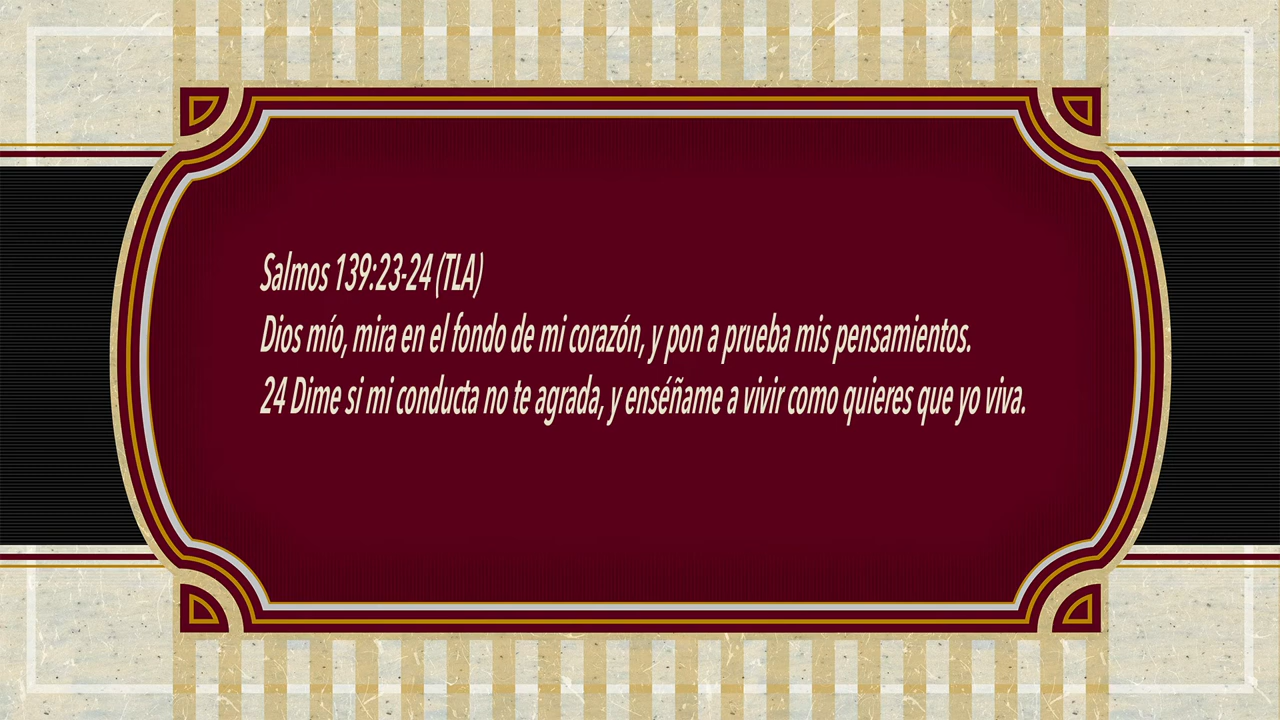 Salmos 139:23-24 (TLA)
Dios mío, mira en el fondo de mi corazón, y pon a prueba mis pensamientos.
24 Dime si mi conducta no te agrada, y enséñame a vivir como quieres que yo viva.